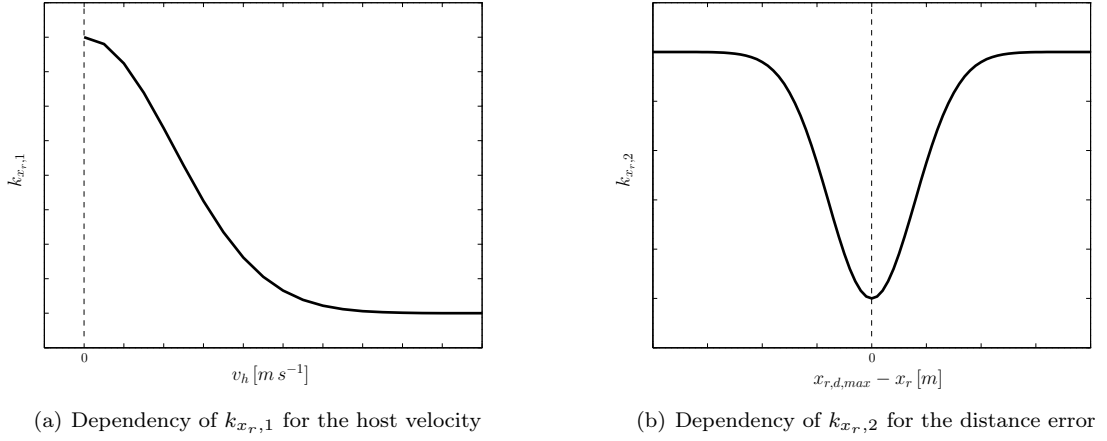 k_{x_r,1}
0
v_h [m s^{-1}]
(a) Dependency of k_{x_r,1} for the host velocity
k_{x_r,2}
0
x_{r,d,max} − x_r [m]
(b) Dependency of k_{x_r,2} for the distance error